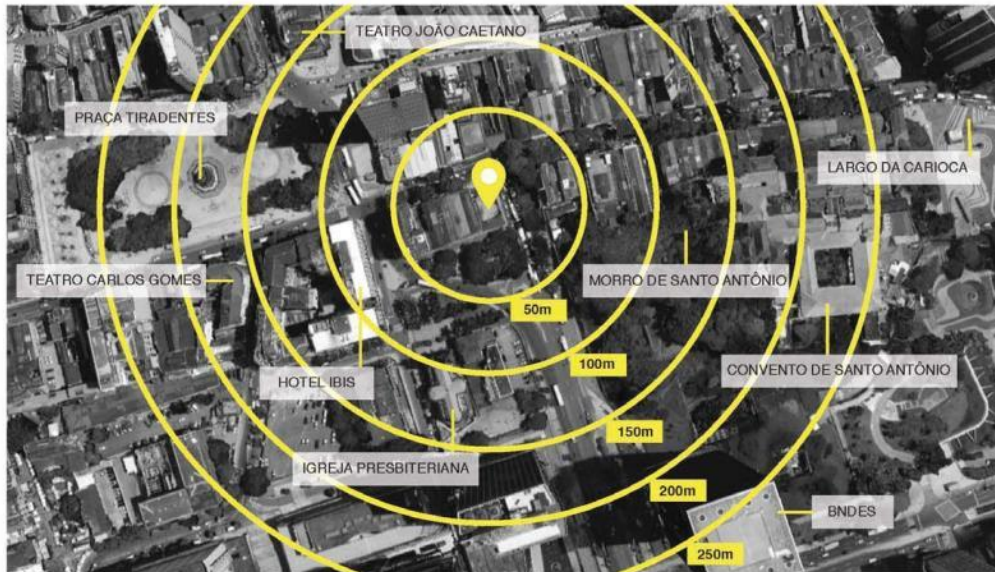 TEATRO JOÃO CAETANO
PRAÇA TIRADENTES
LARGO DA CARIOCA
TEATRO CARLOS GOMES
MORRO DE SANTO ANTÔNIO
50m
100m
HOTEL IBIS
CONVENTO DE SANTO ANTÔNIO
150m
IGREJA PRESBITERIANA
200m
BNDES
250m